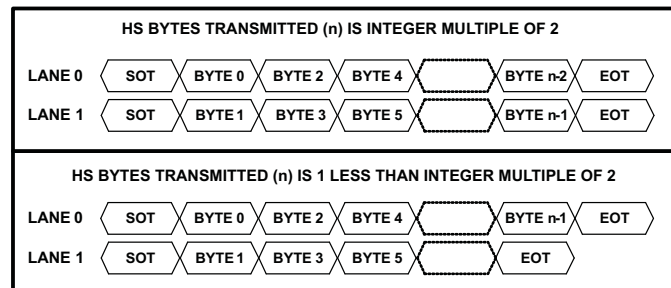 HS BYTES TRANSMITTED (n) IS INTEGER MULTIPLE OF 2
LANE 0 SOT BYTE 0 BYTE 2 BYTE 4 BYTE n-2 EOT
LANE 1 SOT BYTE 1 BYTE 3 BYTE 5 BYTE n-1 EOT
HS BYTES TRANSMITTED (n) IS 1 LESS THAN INTEGER MULTIPLE OF 2
LANE 0 SOT BYTE 0 BYTE 2 BYTE 4 BYTE n-1 EOT
LANE 1 SOT BYTE 1 BYTE 3 BYTE 5 EOT